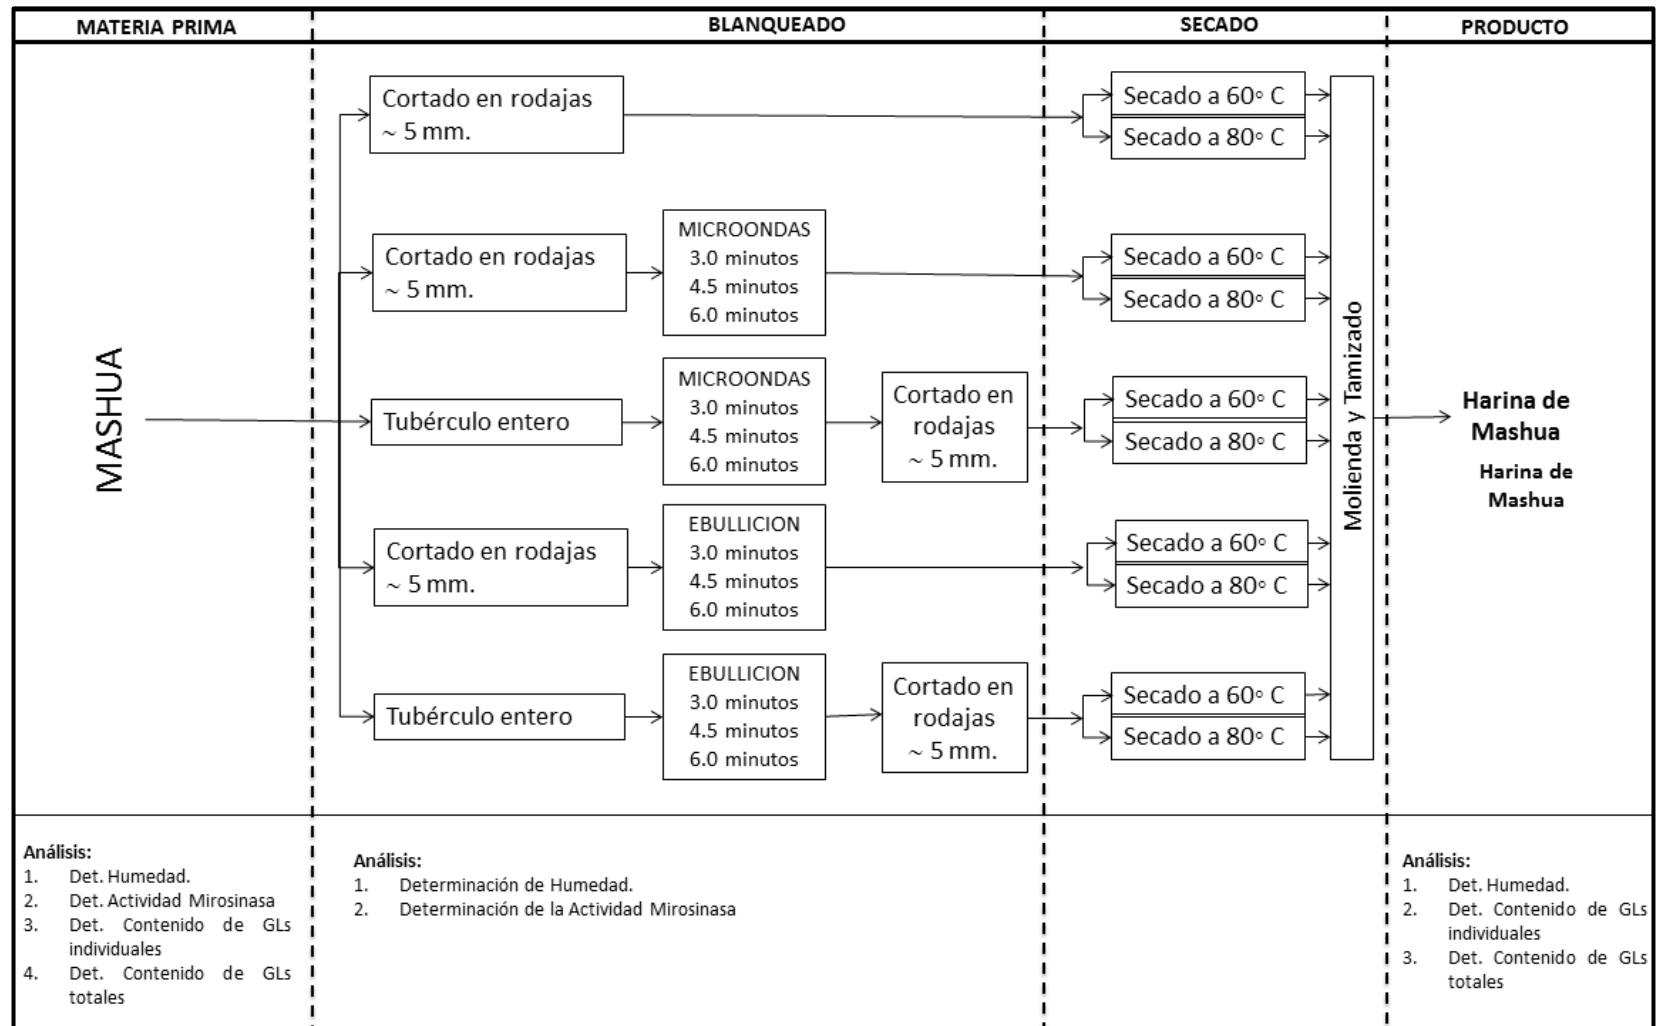 MATERIA PRIMA
BLANQUEADO
SECADO
PRODUCTO
MASHUA
Cortado en rodajas
~ 5 mm.
Secado a 60° C
Secado a 80° C
Cortado en rodajas
~ 5 mm.
MICROONDAS
3.0 minutos
4.5 minutos
6.0 minutos
Secado a 60° C
Secado a 80° C
Tubérculo entero
MICROONDAS
3.0 minutos
4.5 minutos
6.0 minutos
Cortado en
rodajas
~ 5 mm.
Secado a 60° C
Secado a 80° C
Cortado en rodajas
~ 5 mm.
EBULLICION
3.0 minutos
4.5 minutos
6.0 minutos
Secado a 60° C
Secado a 80° C
Tubérculo entero
EBULLICION
3.0 minutos
4.5 minutos
6.0 minutos
Cortado en
rodajas
~ 5 mm.
Secado a 60° C
Secado a 80° C
Molienda y Tamizado
Harina de
Mashua
Harina de
Mashua
Análisis:
1. Det. Humedad.
2. Det. Actividad Mirosinasa
3. Det. Contenido de GLs
individuales
4. Det. Contenido de GLs
totales
Análisis:
1. Determinación de Humedad.
2. Determinación de la Actividad Mirosinasa
Análisis:
1. Det. Humedad.
2. Det. Contenido de GLs
individuales
3. Det. Contenido de GLs
totales